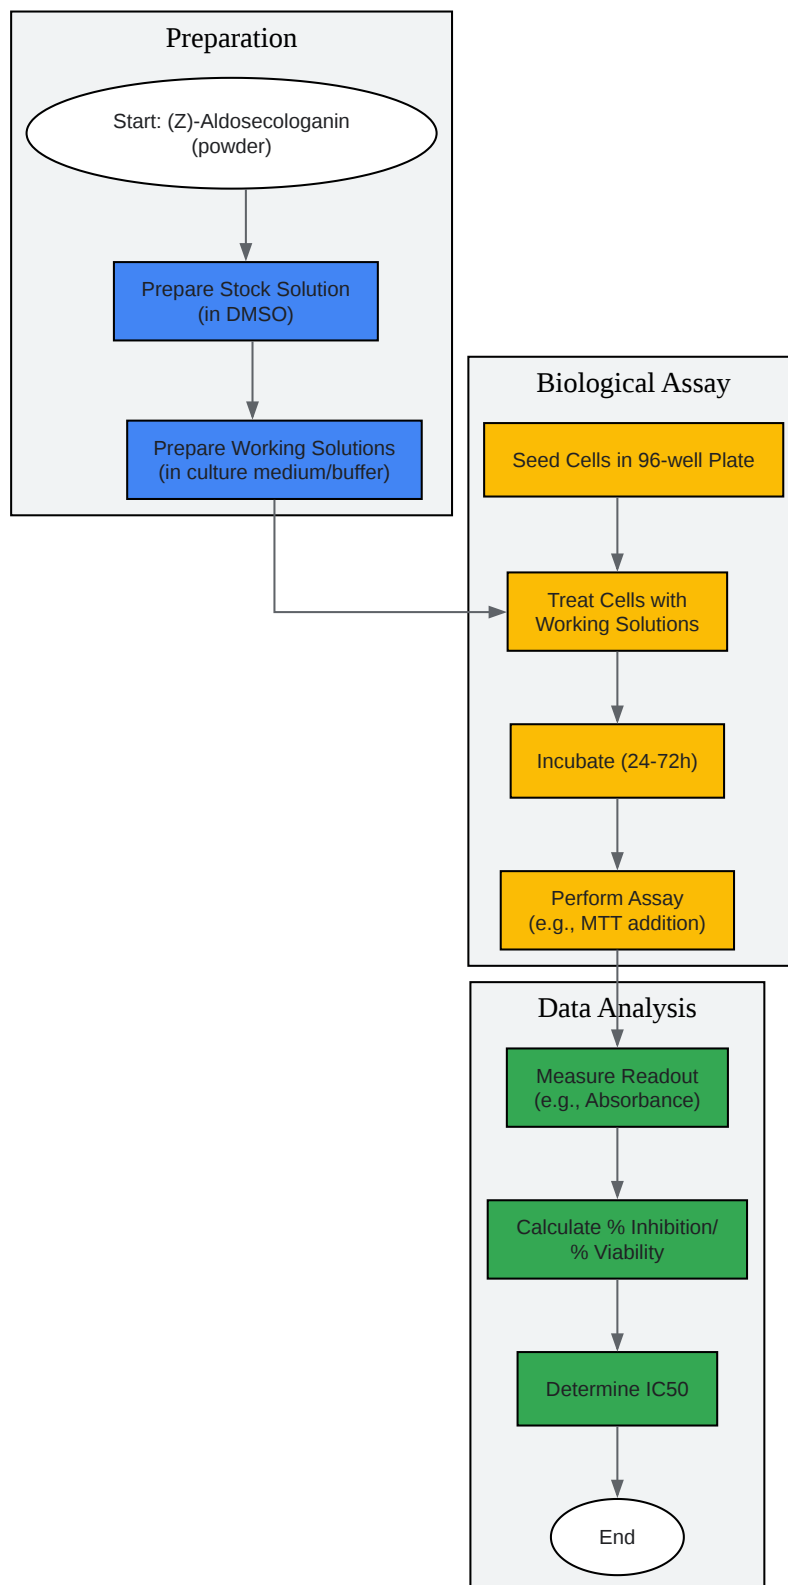 Preparation
Start: (Z)-Aldosecologanin
(powder)
Prepare Stock Solution
(in DMSO)
Prepare Working Solutions
(in culture medium/buffer)
Biological Assay
Seed Cells in 96-well Plate
Treat Cells with
Working Solutions
Incubate (24-72h)
Perform Assay
(e.g., MTT addition)
Data Analysis
Measure Readout
(e.g., Absorbance)
Calculate % Inhibition/
% Viability
Determine IC50
End